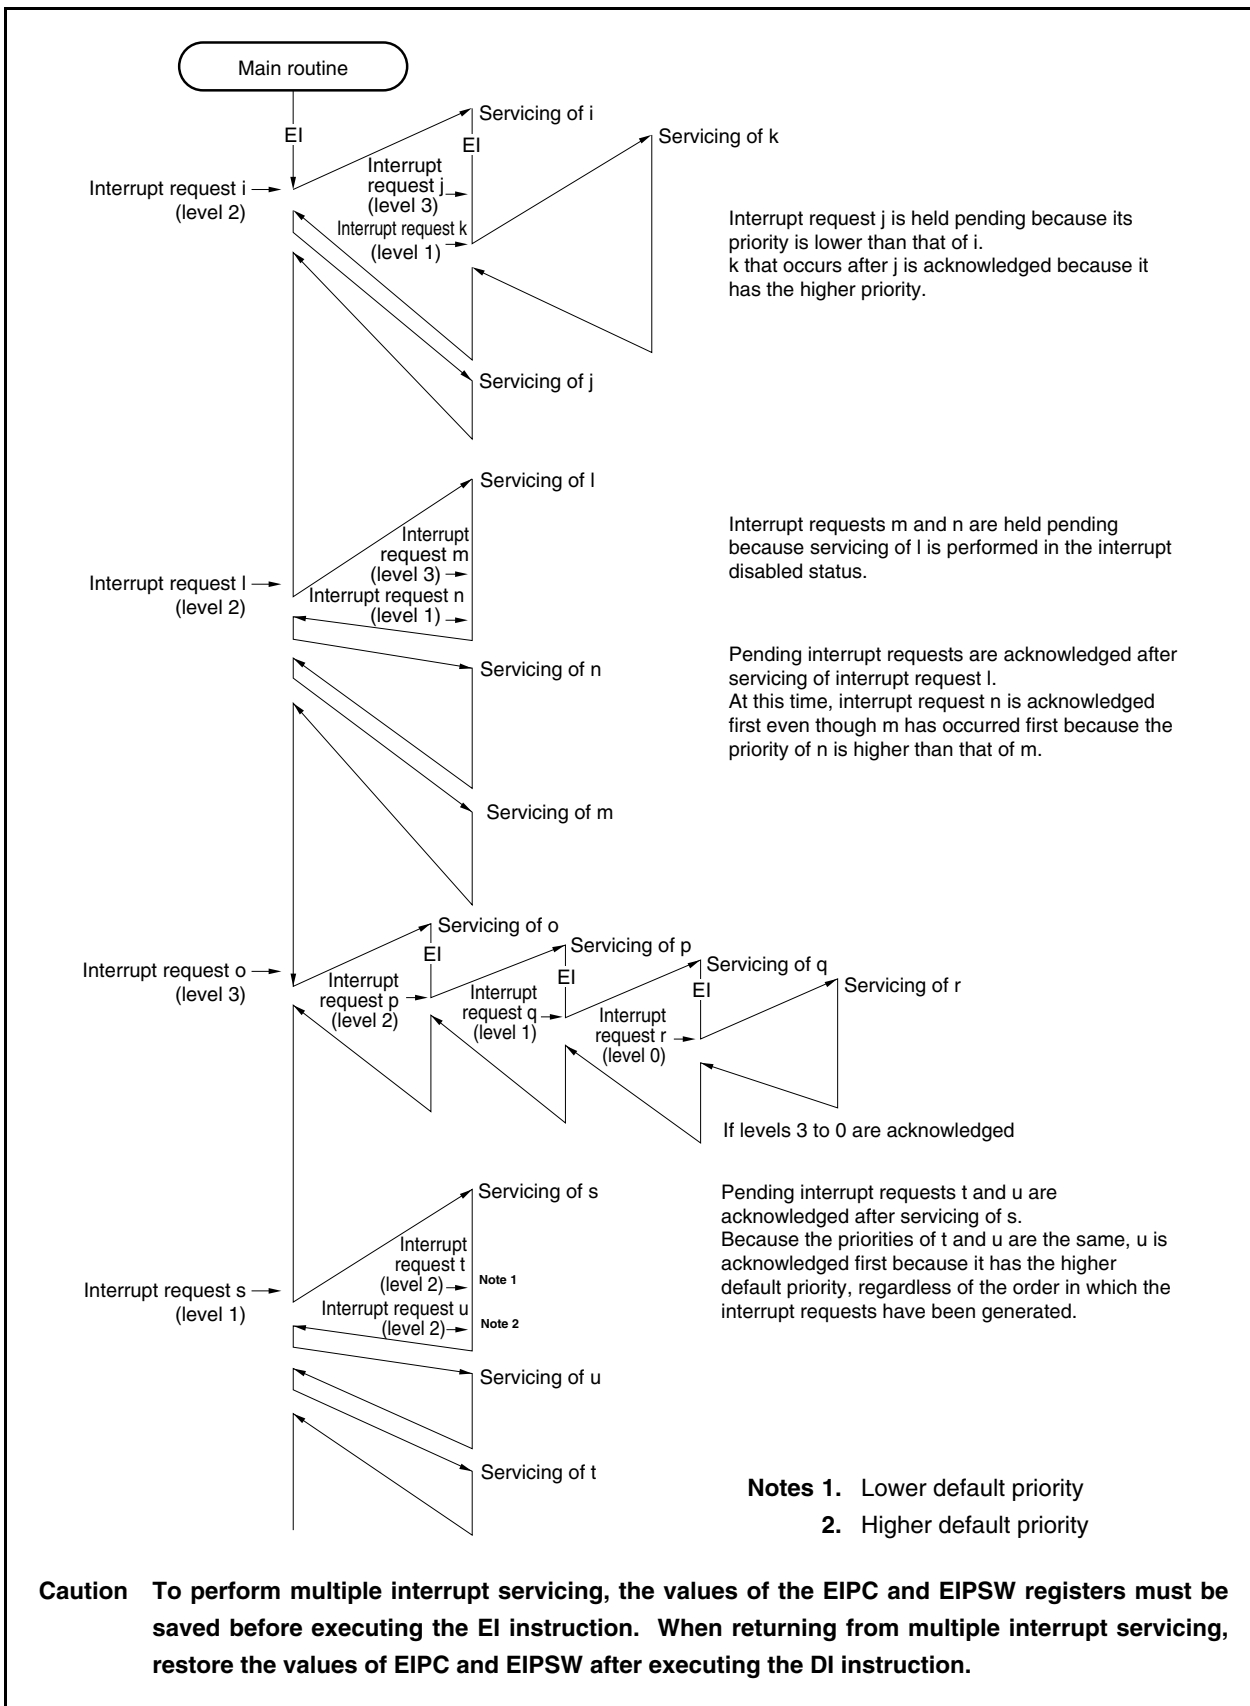 Main routine
EI
Servicing of i
EI
Servicing of k
Interrupt
request j
(level 3)
Interrupt request i
(level 2)
Interrupt request k
(level 1)
Interrupt request j is held pending because its
priority is lower than that of i.
k that occurs after j is acknowledged because it
has the higher priority.
Servicing of j
Servicing of l
Interrupt
request m
(level 3)
Interrupt request l
(level 2)
Interrupt request n
(level 1)
Interrupt requests m and n are held pending
because servicing of l is performed in the interrupt
disabled status.
Servicing of n
Pending interrupt requests are acknowledged after
servicing of interrupt request l.
At this time, interrupt request n is acknowledged
first even though m has occurred first because the
priority of n is higher than that of m.
Servicing of m
Servicing of o
EI
Servicing of p
EI
Servicing of q
EI
Servicing of r
Interrupt request o
(level 3)
Interrupt
request p
(level 2)
Interrupt
request q
(level 1)
Interrupt
request r
(level 0)
If levels 3 to 0 are acknowledged
Servicing of s
Interrupt
request t
(level 2)
Note 1
Interrupt request s
(level 1)
Interrupt request u
(level 2)
Note 2
Pending interrupt requests t and u are
acknowledged after servicing of s.
Because the priorities of t and u are the same, u is
acknowledged first because it has the higher
default priority, regardless of the order in which the
interrupt requests have been generated.
Servicing of u
Servicing of t
Notes 1. Lower default priority
2. Higher default priority
Caution To perform multiple interrupt servicing, the values of the EIPC and EIPSW registers must be
saved before executing the EI instruction. When returning from multiple interrupt servicing,
restore the values of EIPC and EIPSW after executing the DI instruction.